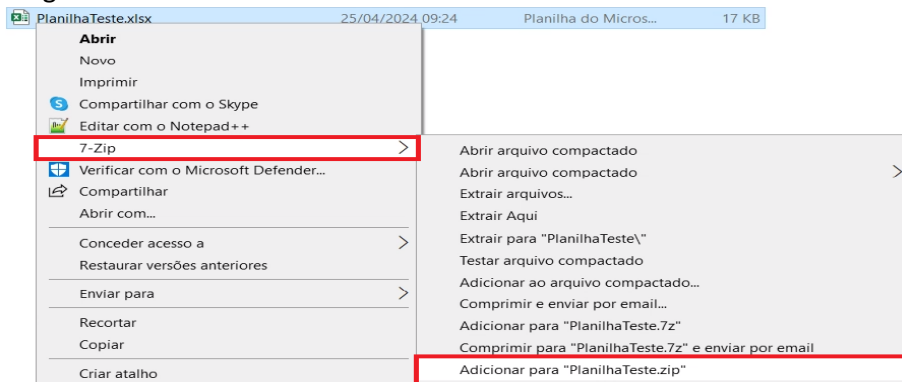 PlanilhaTeste.xlsx 25/04/2024 09:24 Planilha do Micros... 17 KB
Abrir
Novo
Imprimir
Compartilhar com o Skype
Editar com o Notepad++
7-Zip
Verificar com o Microsoft Defender...
Compartilhar
Abrir com...
Conceder acesso a
Restaurar versões anteriores
Enviar para
Recortar
Copiar
Criar atalho
Abrir arquivo compactado
Abrir arquivo compactado
Extrair arquivos...
Extrair Aqui
Extrair para "PlanilhaTeste\"
Testar arquivo compactado
Adicionar ao arquivo compactado...
Comprimir e enviar por email...
Adicionar para "PlanilhaTeste.7z"
Comprimir para "PlanilhaTeste.7z" e enviar por email
Adicionar para "PlanilhaTeste.zip"